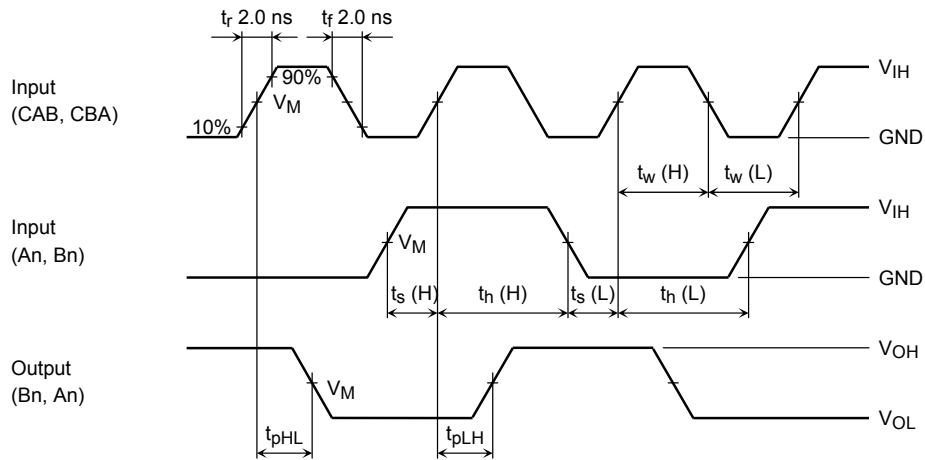 tr 2.0 ns
tf 2.0 ns
Input
(CAB, CBA)
90%
VM
10%
VIH
GND
tw (H)
tw (L)
Input
(An, Bn)
VM
VIH
GND
ts (H)
th (H)
ts (L)
th (L)
Output
(Bn, An)
VM
VOH
VOL
tpHL
tpLH